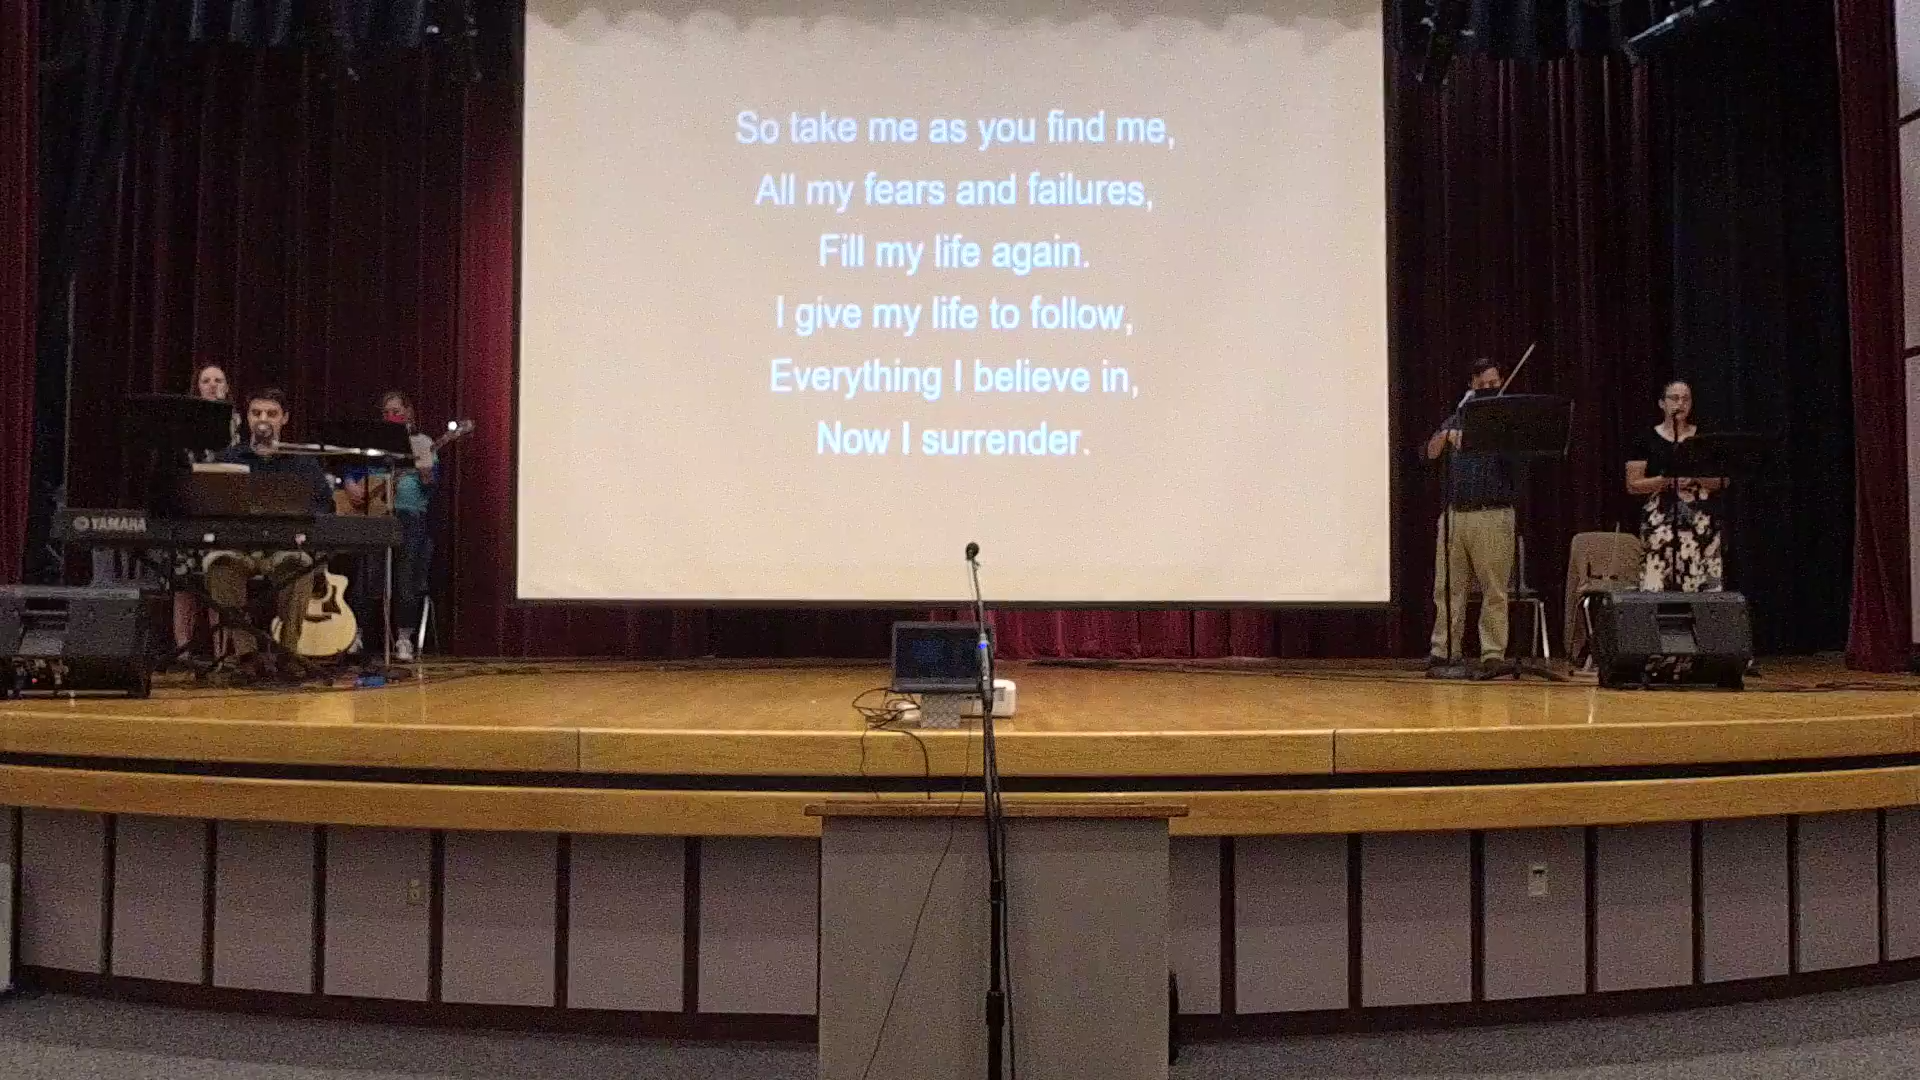 So take me as you find me,
All my fears and failures,
Fill my life again.
I give my life to follow,
Everything I believe in,
Now I surrender.
YAMAHA